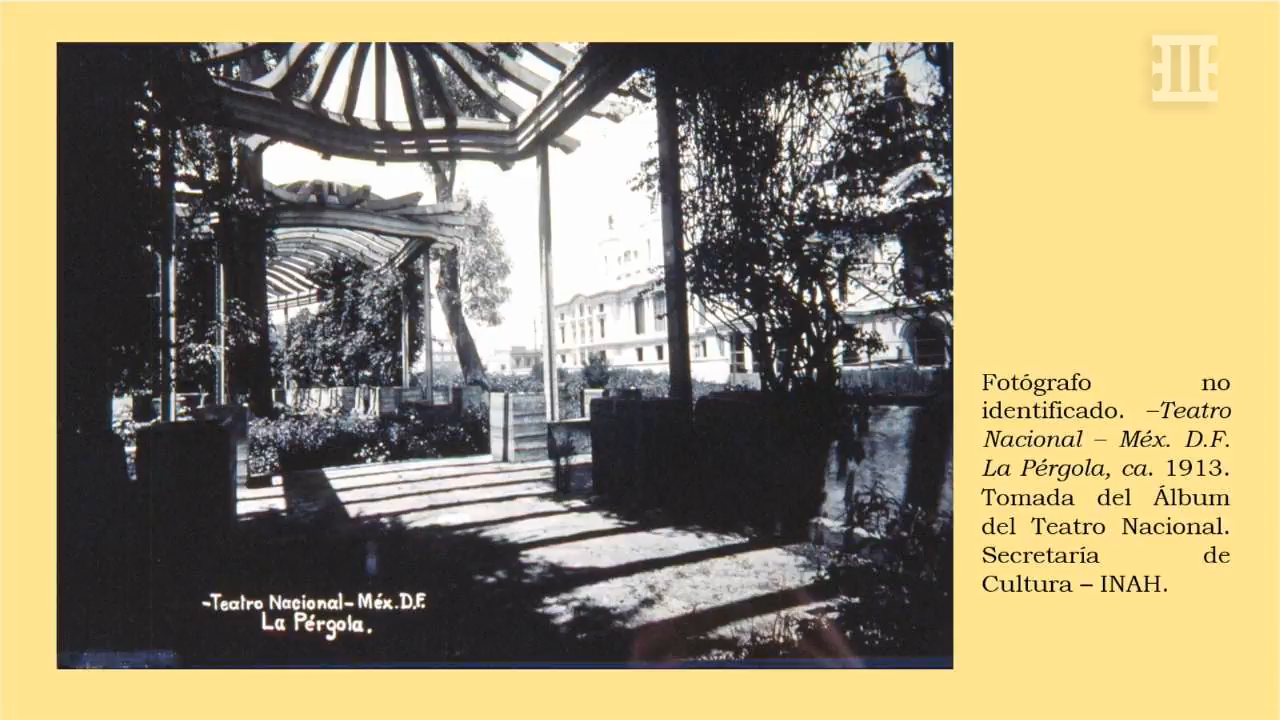 -Teatro Nacional-Méx.D.F.
La Pérgola.
Fotógrafo no
identificado. –Teatro
Nacional – Méx. D.F.
La Pérgola, ca. 1913.
Tomada del Álbum
del Teatro Nacional.
Secretaría de
Cultura – INAH.